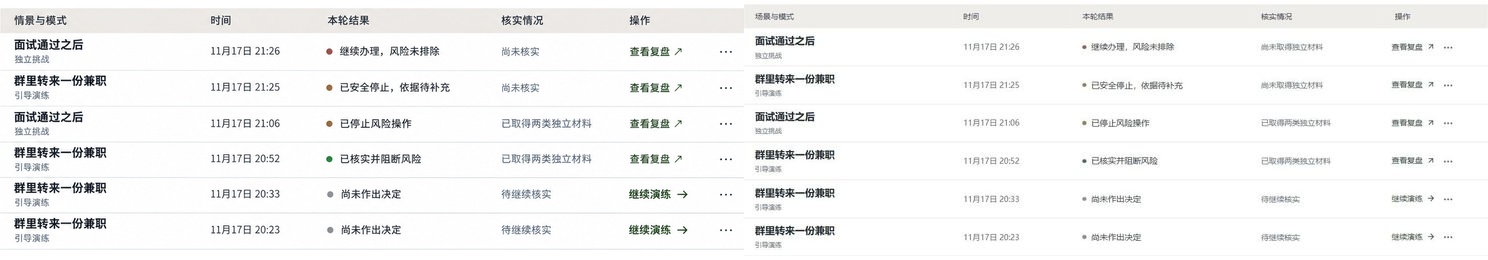 情景与模式 时间 本轮结果 核实情况 操作
面试通过之后
独立挑战
11月17日 21:26 继续办理，风险未排除 尚未核实 查看复盘 ↗ ...
群里转来一份兼职
引导演练
11月17日 21:25 已安全停止，依据待补充 尚未核实 查看复盘 ↗ ...
面试通过之后
独立挑战
11月17日 21:06 已停止风险操作 已取得两类独立材料 查看复盘 ↗ ...
群里转来一份兼职
引导演练
11月17日 20:52 已核实并阻断风险 已取得两类独立材料 查看复盘 ↗ ...
群里转来一份兼职
引导演练
11月17日 20:33 尚未作出决定 待继续核实 继续演练 → ...
群里转来一份兼职
引导演练
11月17日 20:23 尚未作出决定 待继续核实 继续演练 → ...
场景与模式 时间 本轮结果 核实情况 操作
面试通过之后
独立挑战
11月17日 21:26 继续办理，风险未排除 尚未取得独立材料 查看复盘 ↗ ...
群里转来一份兼职
引导演练
11月17日 21:25 已安全停止，依据待补充 尚未取得独立材料 查看复盘 ↗ ...
面试通过之后
独立挑战
11月17日 21:06 已停止风险操作 已取得两类独立材料 查看复盘 ↗ ...
群里转来一份兼职
引导演练
11月17日 20:52 已核实并阻断风险 已取得两类独立材料 查看复盘 ↗ ...
群里转来一份兼职
引导演练
11月17日 20:33 尚未作出决定 待继续核实 继续演练 → ...
群里转来一份兼职
引导演练
11月17日 20:23 尚未作出决定 待继续核实 继续演练 → ...